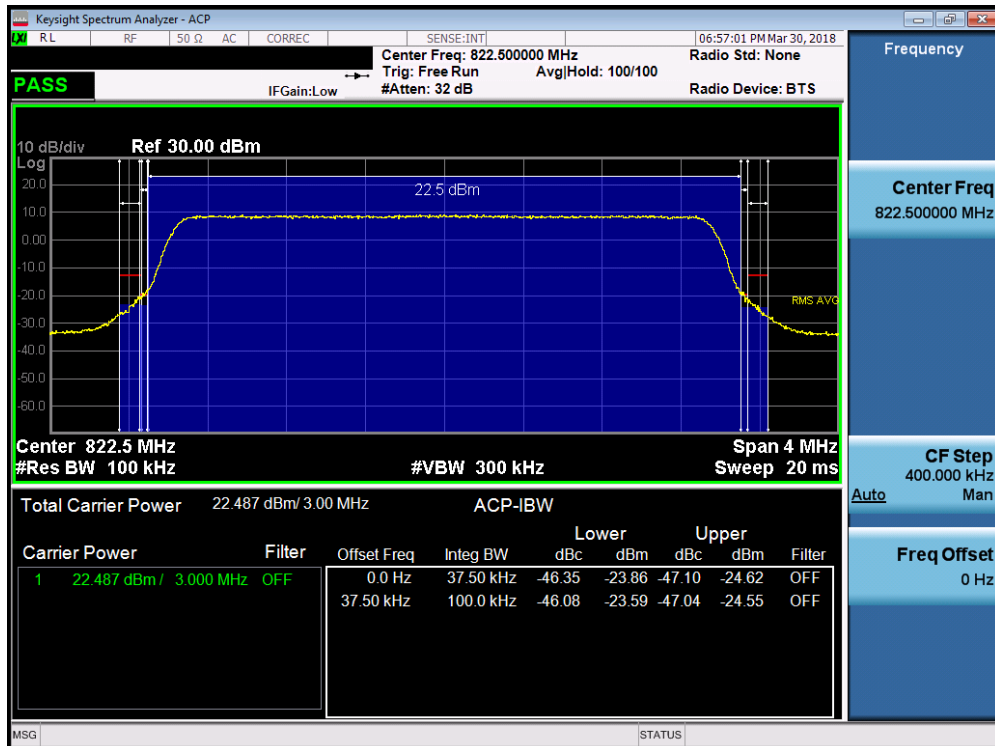 Keysight Spectrum Analyzer - ACP
LXI RL RF 50 Ω AC CORREC SENSE:INT 06:57:01 PM Mar 30, 2018
Center Freq: 822.500000 MHz Radio Std: None
Trig: Free Run Avg|Hold: 100/100
PASS IFGain:Low #Atten: 32 dB Radio Device: BTS
10 dB/div Ref 30.00 dBm
Log
20.0
22.5 dBm
10.0
0.00
-10.0
-20.0
RMS AVG
-30.0
-40.0
-50.0
-60.0
Center 822.5 MHz Span 4 MHz
#Res BW 100 kHz #VBW 300 kHz Sweep 20 ms
Total Carrier Power 22.487 dBm/ 3.00 MHz ACP-IBW
Lower Upper
Carrier Power Filter Offset Freq Integ BW dBc dBm dBc dBm Filter
1 22.487 dBm / 3.000 MHz OFF 0.0 Hz 37.50 kHz -46.35 -23.86 -47.10 -24.62 OFF
37.50 kHz 100.0 kHz -46.08 -23.59 -47.04 -24.55 OFF
MSG STATUS
Frequency
Center Freq
822.500000 MHz
CF Step
400.000 kHz
Auto Man
Freq Offset
0 Hz